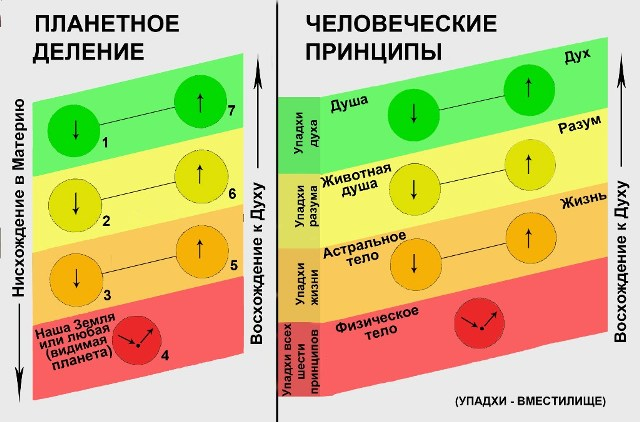 ПЛАНЕТНОЕ
ДЕЛЕНИЕ
Нисхождение в Материю
Восхождение к Духу
1
7
2
6
3
5
Наша Земля
или любая
(видимая
планета)
4
ЧЕЛОВЕЧЕСКИЕ
ПРИНЦИПЫ
Упадхи
духа
Душа
Дух
Упадхи
разума
Животная
душа
Разум
Упадхи
жизни
Астральное
тело
Жизнь
Упадхи всех
шести
принципов
Физическое
тело
Восхождение к Духу
(УПАДХИ - ВМЕСТИЛИЩЕ)